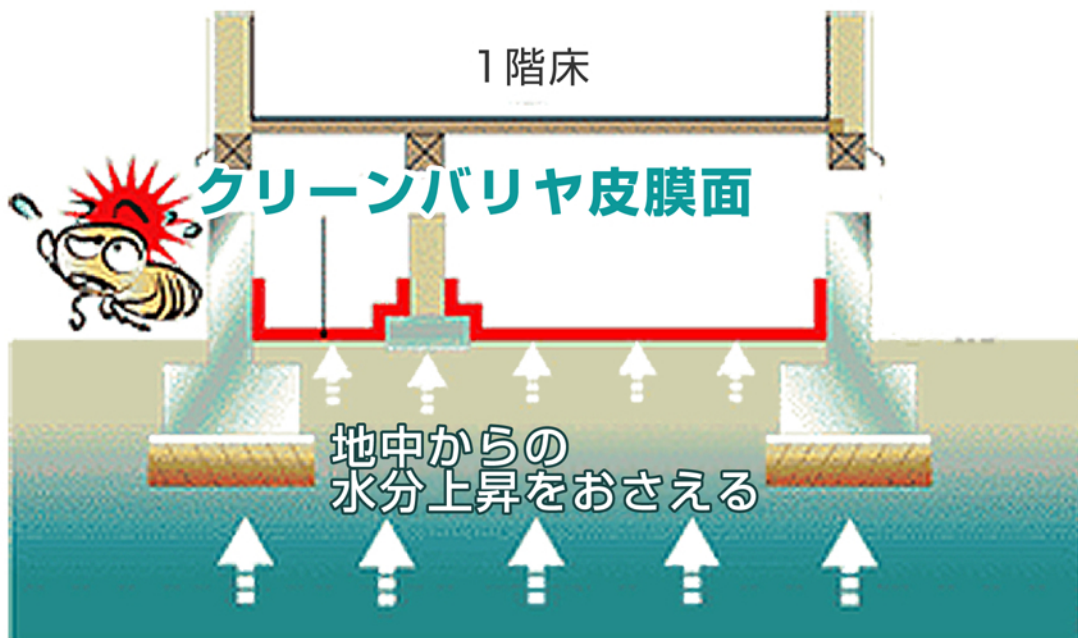 1階床
クリーンバリヤ皮膜面
地中からの
水分上昇をおさえる